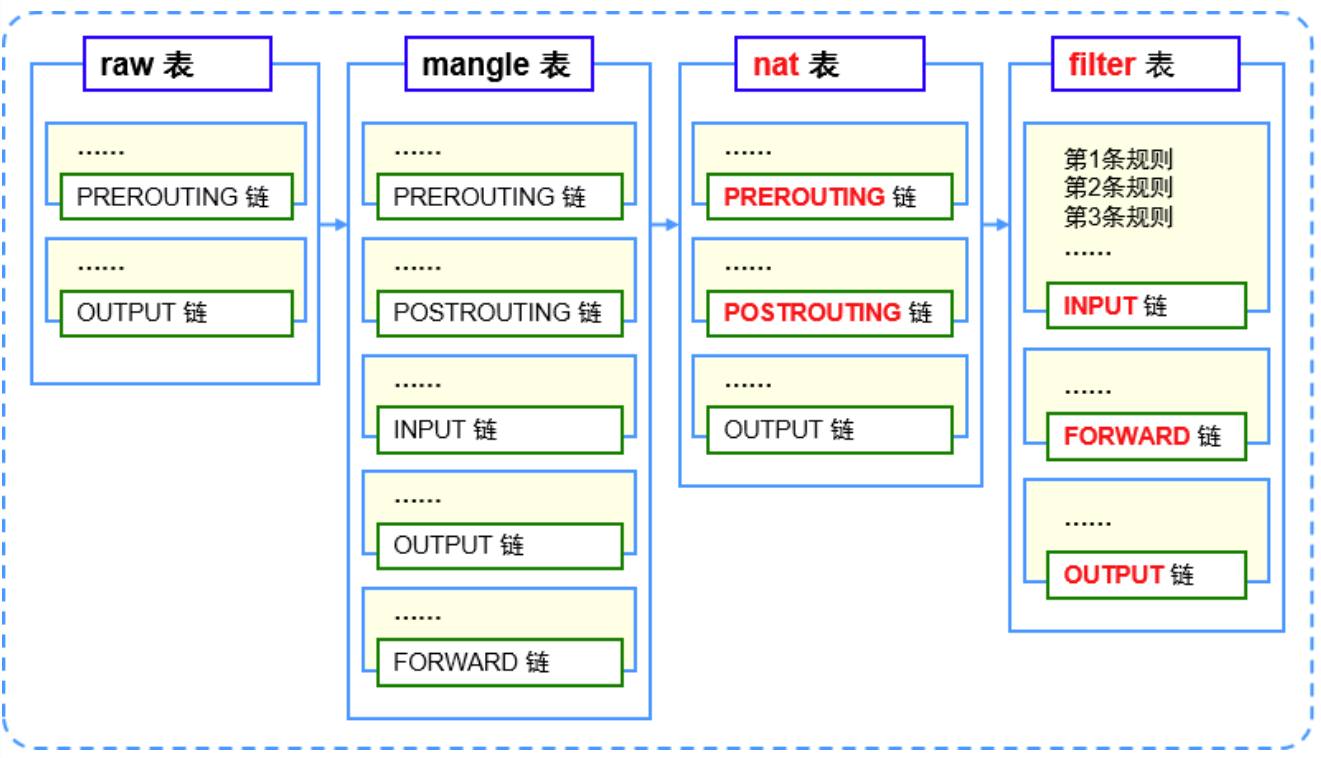 raw 表
……
PREROUTING 链
……
OUTPUT 链
mangle 表
……
PREROUTING 链
……
POSTROUTING 链
……
INPUT 链
……
OUTPUT 链
……
FORWARD 链
nat 表
……
PREROUTING 链
……
POSTROUTING 链
……
OUTPUT 链
filter 表
第1条规则
第2条规则
第3条规则
……
INPUT 链
……
FORWARD 链
……
OUTPUT 链